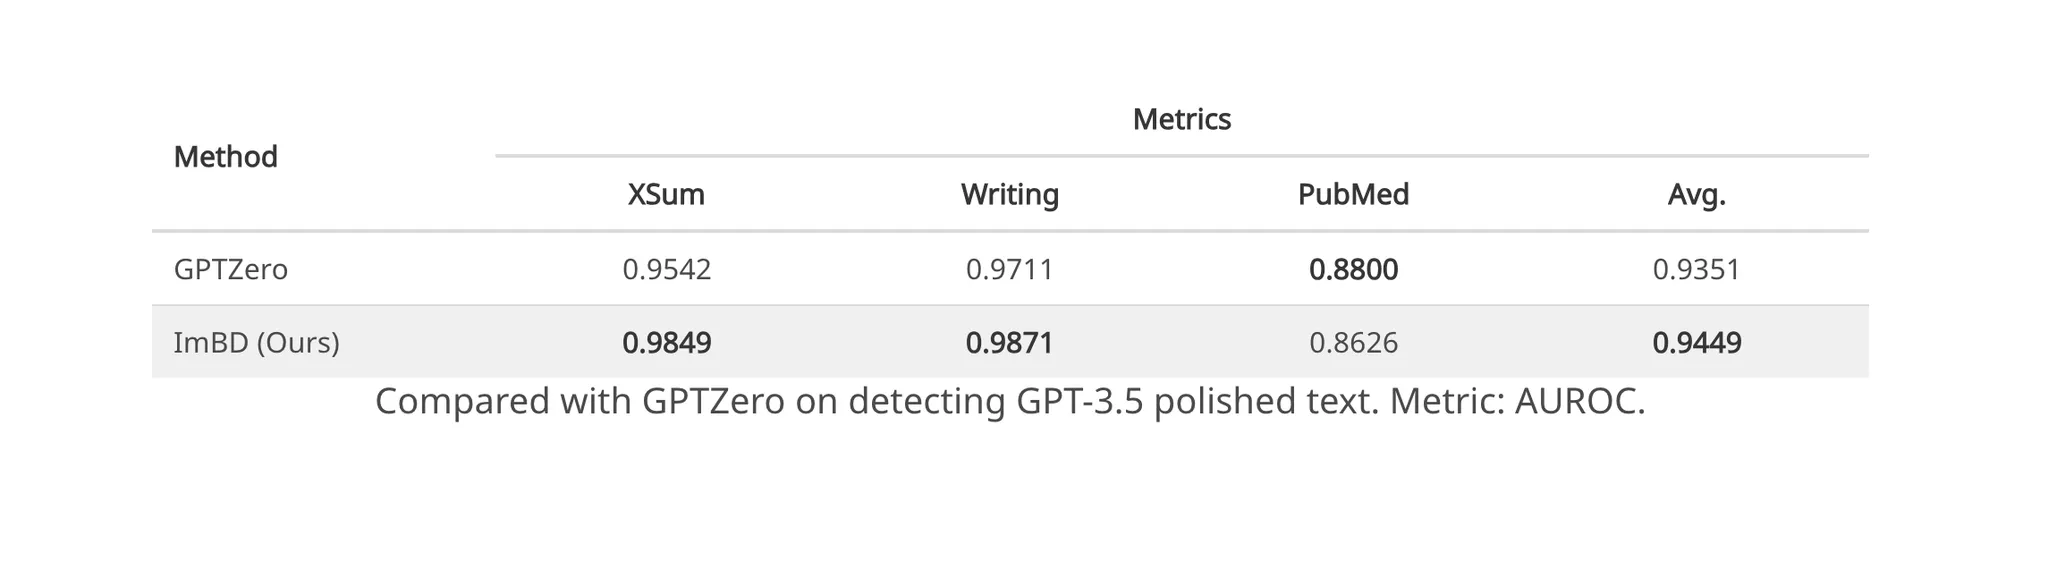 Metrics
Method
XSum Writing PubMed Avg.
GPTZero 0.9542 0.9711 0.8800 0.9351
ImBD (Ours) 0.9849 0.9871 0.8626 0.9449
Compared with GPTZero on detecting GPT-3.5 polished text. Metric: AUROC.